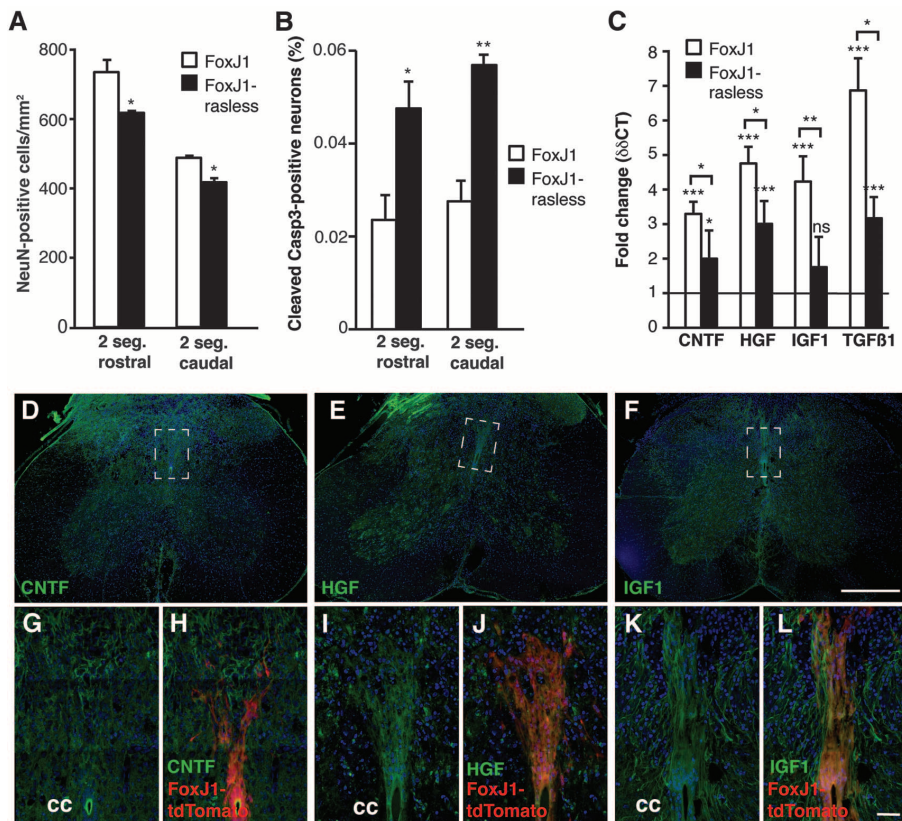 A
NeuN-positive cells/mm²
800
600
400
200
0
FoxJ1
FoxJ1-
rasless
*
*
2 seg.
rostral
2 seg.
caudal
B
Cleaved Casp3-positive neurons (%)
0.06
0.04
0.02
0
*
**
FoxJ1
FoxJ1-
rasless
2 seg.
rostral
2 seg.
caudal
C
Fold change (δδCT)
8
7
6
5
4
3
2
1
0
FoxJ1
FoxJ1-
rasless
*
***
*
*
***
***
**
***
ns
*
***
***
CNTF
HGF
IGF1
TGFß1
D
CNTF
E
HGF
F
IGF1
G
cc
H
CNTF
FoxJ1-
tdTomato
I
cc
J
HGF
FoxJ1-
tdTomato
K
cc
L
IGF1
FoxJ1-
tdTomato